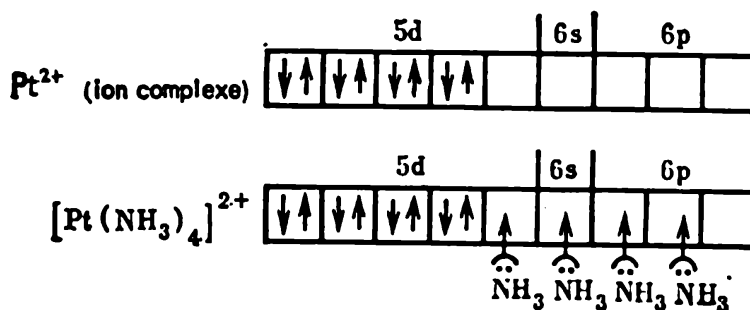 5d 6s 6p
Pt²⁺ (ion complexe)
5d 6s 6p
[Pt(NH₃)₄]²⁺
NH₃ NH₃ NH₃ NH₃